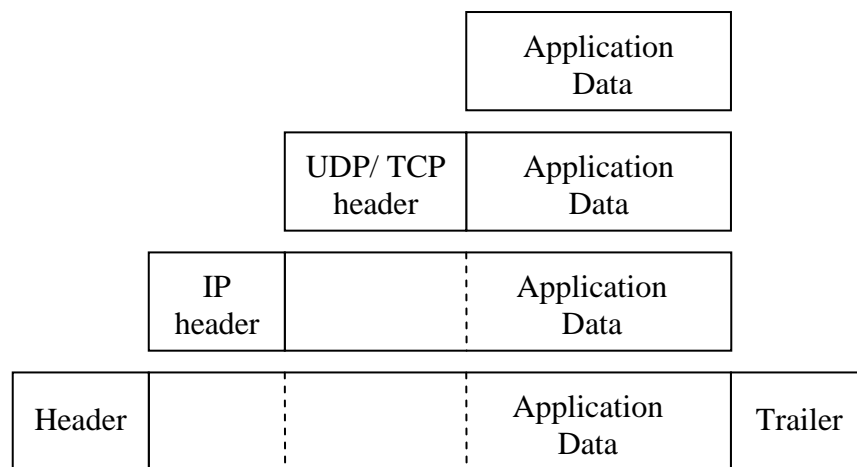 Application
Data
UDP/ TCP
header
Application
Data
IP
header
Application
Data
Header
Application
Data
Trailer